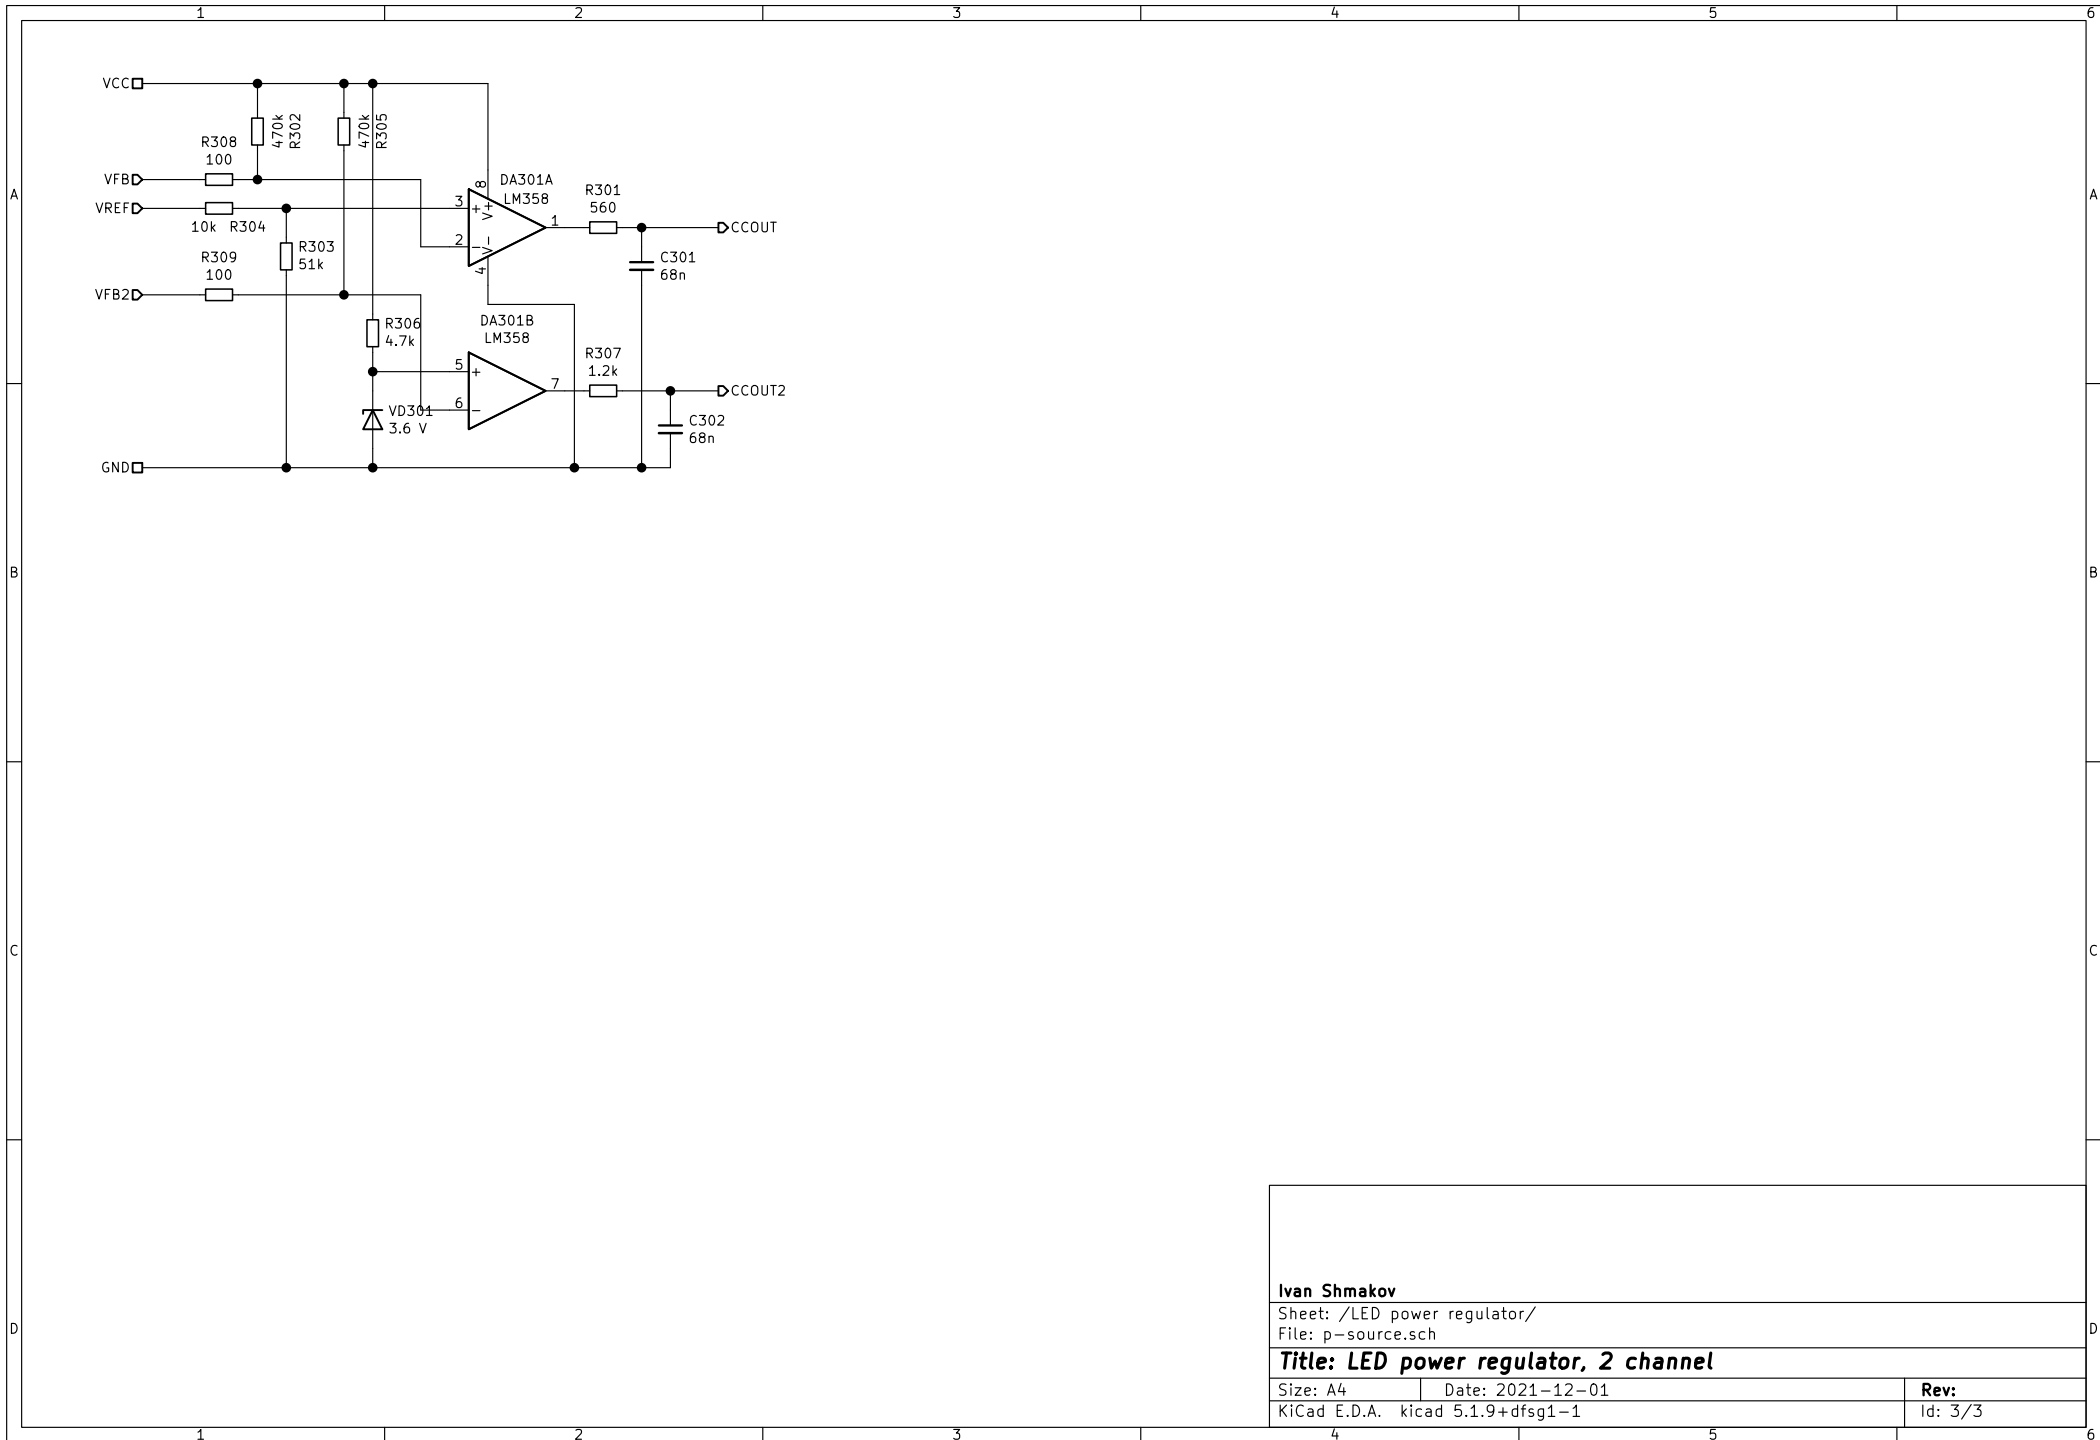 1 2 3 4 5 6
VCC
470k
R302
470k
R305
R308
100
VFB
VREF
10k R304
R303
51k
R309
100
VFB2
A
A
8
DA301A
LM358
3 + V+
2 − V−
4
1
R301
560
CCOUT
C301
68n
R306
4.7k
DA301B
LM358
5 +
6 −
7
R307
1.2k
CCOUT2
VD301
3.6 V
C302
68n
GND
B
B
C
C
D
D
Ivan Shmakov
Sheet: /LED power regulator/
File: p−source.sch
Title: LED power regulator, 2 channel
Size: A4 Date: 2021−12−01 Rev:
KiCad E.D.A. kicad 5.1.9+dfsg1−1 Id: 3/3
1 2 3 4 5 6